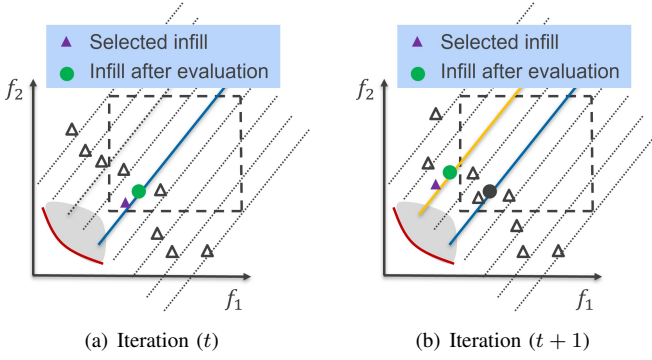 Selected infill
Infill after evaluation
f₂
f₁
(a) Iteration (t)
Selected infill
Infill after evaluation
f₂
f₁
(b) Iteration (t + 1)